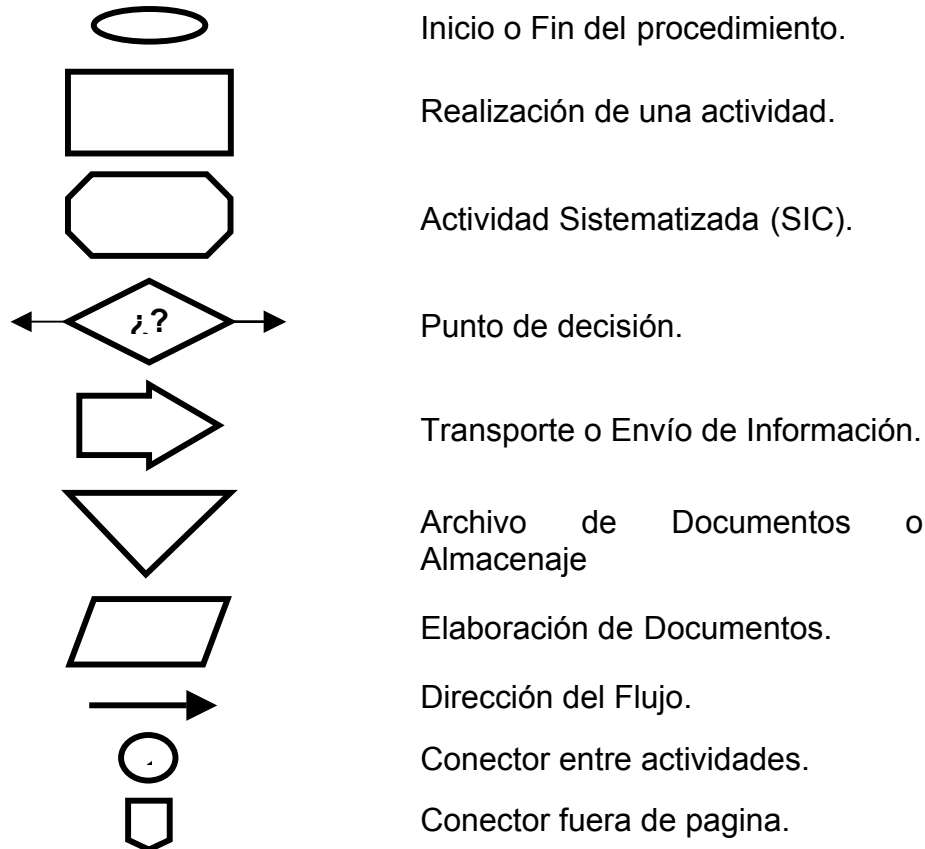 Inicio o Fin del procedimiento.
Realización de una actividad.
Actividad Sistematizada (SIC).
¿?
Punto de decisión.
Transporte o Envío de Información.
Archivo de Documentos o
Almacenaje
Elaboración de Documentos.
Dirección del Flujo.
Conector entre actividades.
Conector fuera de pagina.